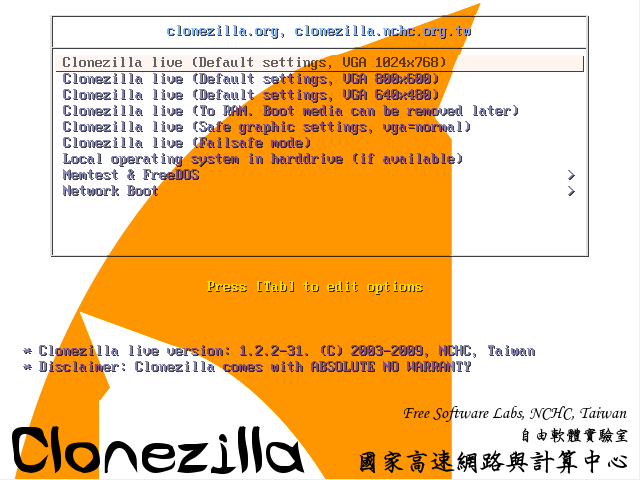 clonezilla.org, clonezilla.nchc.org.tw
Clonezilla live (Default settings, VGA 1024x768)
Clonezilla live (Default settings, VGA 800x600)
Clonezilla live (Default settings, VGA 640x480)
Clonezilla live (To RAM. Boot media can be removed later)
Clonezilla live (Safe graphic settings, vga=normal)
Clonezilla live (Failsafe mode)
Local operating system in harddrive (if available)
Memtest & FreeDOS >
Network Boot >
Press [Tab] to edit options
* Clonezilla live version: 1.2.2-31. (C) 2003-2009, NCHC, Taiwan
* Disclaimer: Clonezilla comes with ABSOLUTE NO WARRANTY
Free Software Labs, NCHC, Taiwan
自由軟體實驗室
Clonezilla
國家高速網路與計算中心